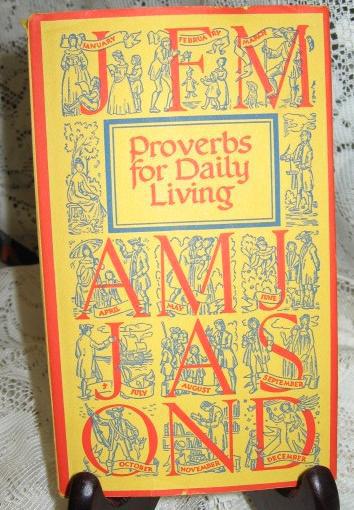 JANUARY FEBRUARY MARCH
J F M
Proverbs
for Daily
Living
A M J
APRIL MAY JUNE
J A S
JULY AUGUST SEPTEMBER
O N D
OCTOBER NOVEMBER DECEMBER